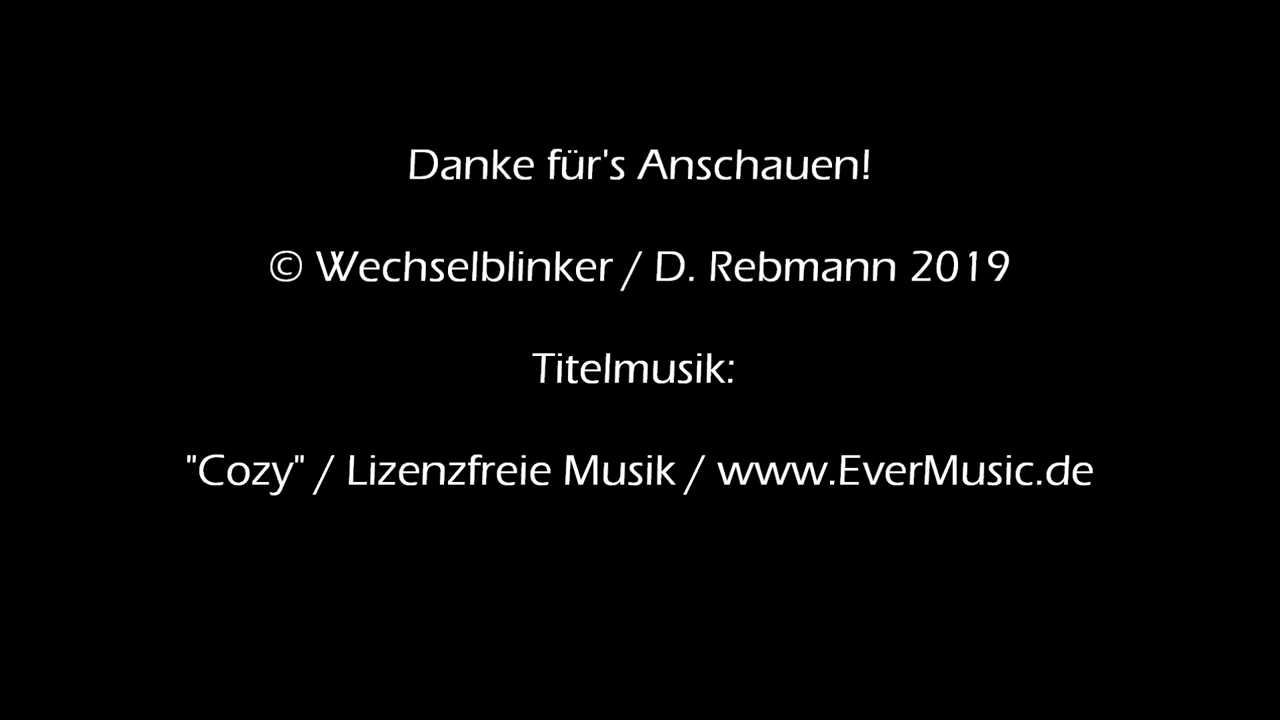 Danke für's Anschauen!
© Wechselblinker / D. Rebmann 2019
Titelmusik:
"Cozy" / Lizenzfreie Musik / www.EverMusic.de